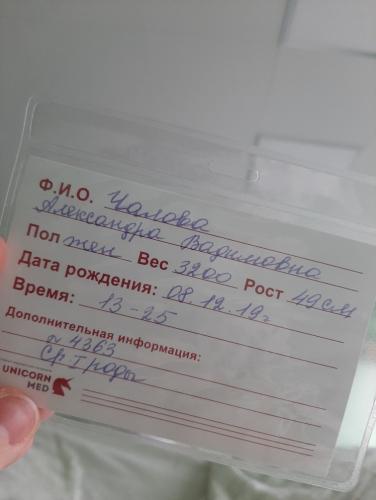 Ф.И.О. Чалова
Александра Вадимовна
Пол жен Вес 3200 Рост 49 см
Дата рождения: 08.12.19г
Время: 13-25
Дополнительная информация:
4363
Ср I роды
UNICORN
MED